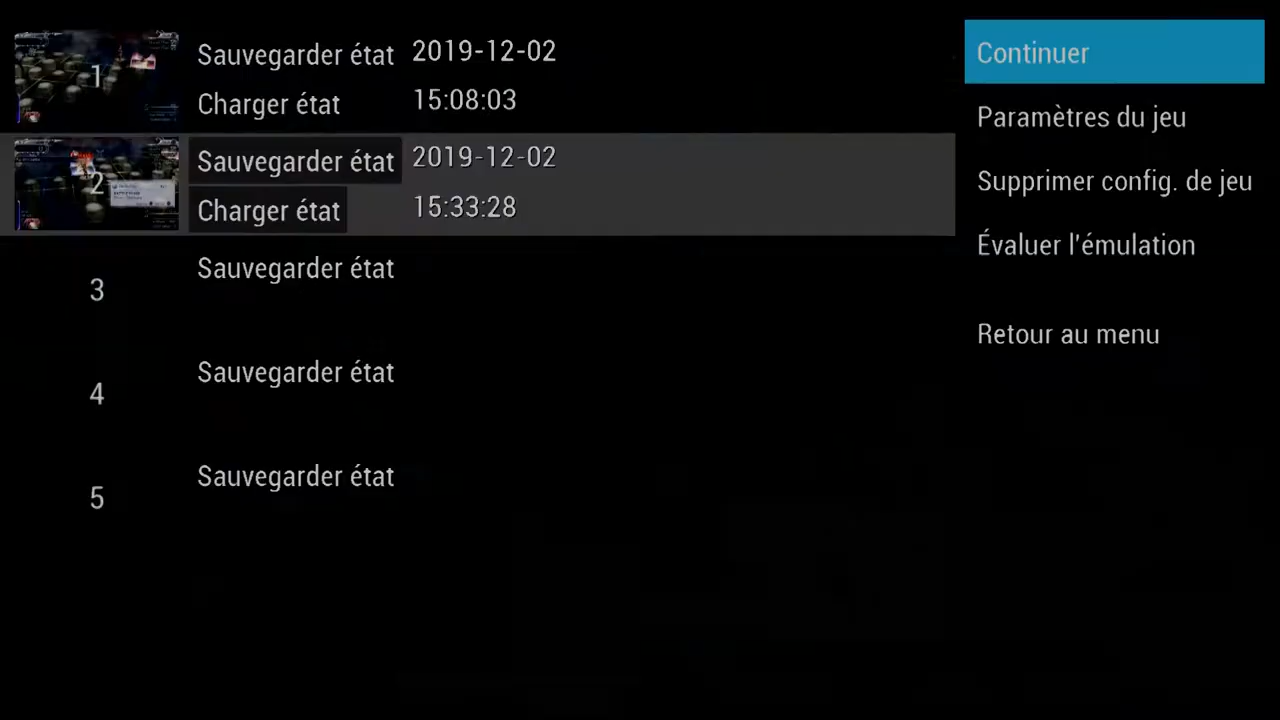 1
Sauvegarder état 2019-12-02
Charger état 15:08:03
2
Sauvegarder état 2019-12-02
Charger état 15:33:28
3
Sauvegarder état
4
Sauvegarder état
5
Sauvegarder état
Continuer
Paramètres du jeu
Supprimer config. de jeu
Évaluer l'émulation
Retour au menu